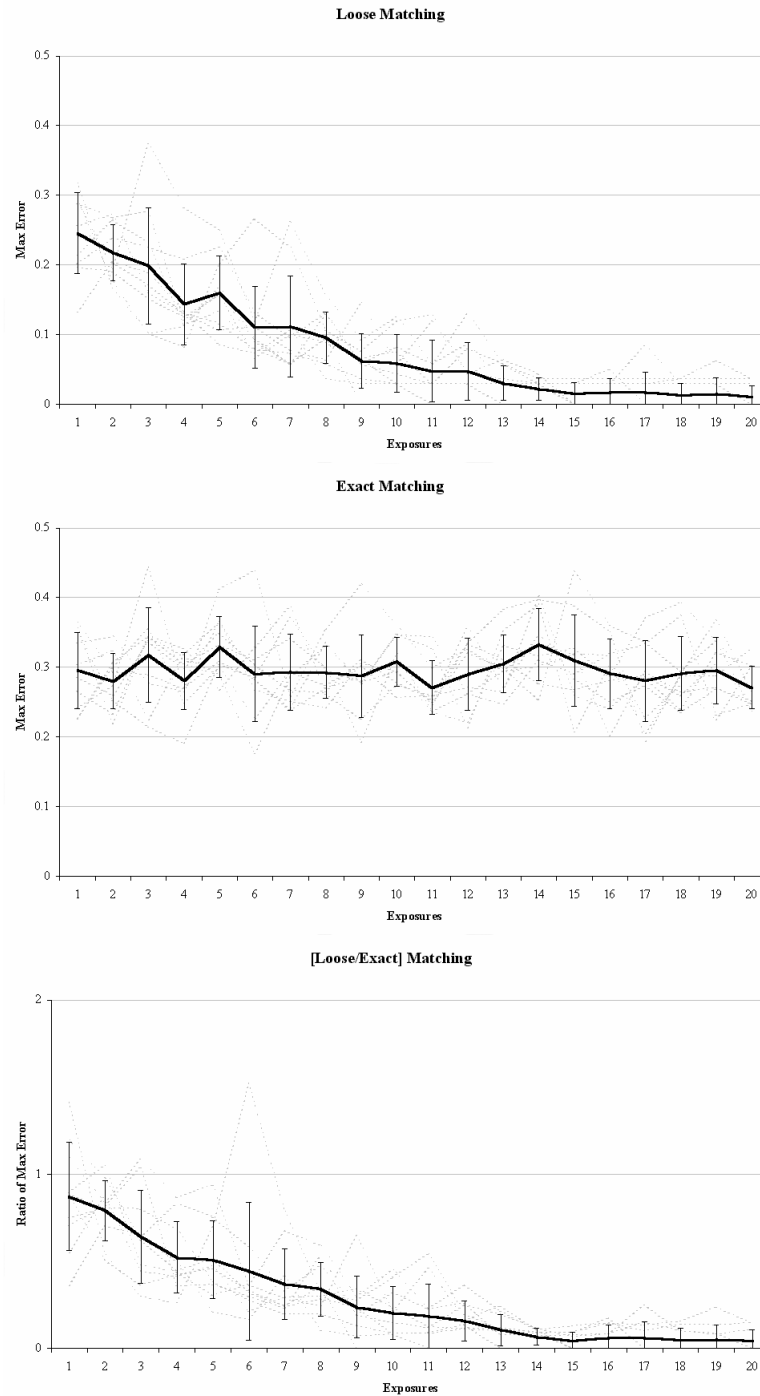 Loose Matching
0.5
0.4
0.3
0.2
0.1
0
Max Error
1 2 3 4 5 6 7 8 9 10 11 12 13 14 15 16 17 18 19 20
Exposures
Exact Matching
0.5
0.4
0.3
0.2
0.1
0
Max Error
1 2 3 4 5 6 7 8 9 10 11 12 13 14 15 16 17 18 19 20
Exposures
[Loose/Exact] Matching
2
1
0
Ratio of Max Error
1 2 3 4 5 6 7 8 9 10 11 12 13 14 15 16 17 18 19 20
Exposures